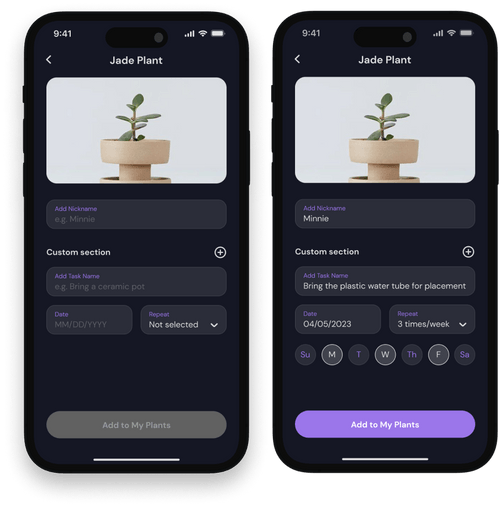 9:41
Jade Plant
Add Nickname
e.g. Minnie
Custom section
Add Task Name
e.g. Bring a ceramic pot
Date
MM/DD/YYYY
Repeat
Not selected
Add to My Plants
9:41
Jade Plant
Add Nickname
Minnie
Custom section
Add Task Name
Bring the plastic water tube for placement
Date
04/05/2023
Repeat
3 times/week
Su M T W Th F Sa
Add to My Plants